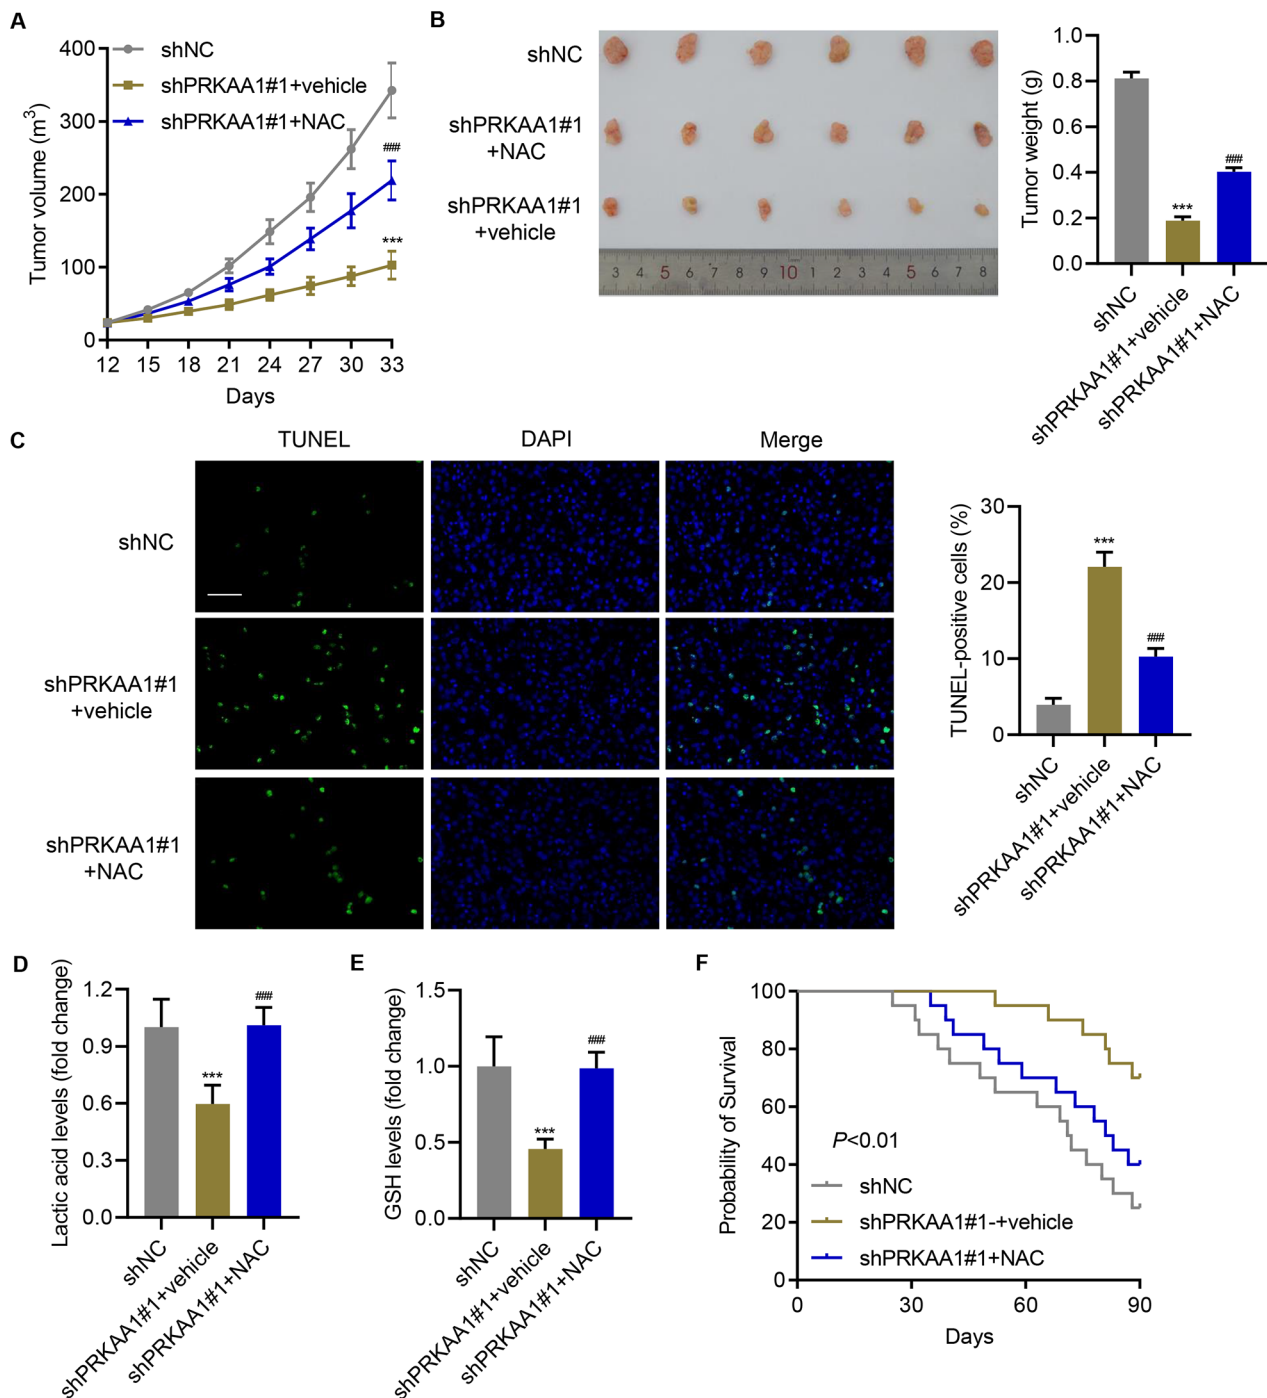 A
400
300
200
100
0
Tumor volume (m³)
shNC
shPRKAA1#1+vehicle
shPRKAA1#1+NAC
###
***
12 15 18 21 24 27 30 33
Days
B
shNC
shPRKAA1#1
+NAC
shPRKAA1#1
+vehicle
3 4 5 6 7 8 9 10 1 2 3 4 5 6 7 8
Tumor weight (g)
1.0
0.8
0.6
0.4
0.2
0.0
***
###
shNC
shPRKAA1#1+vehicle
shPRKAA1#1+NAC
C
TUNEL DAPI Merge
shNC
shPRKAA1#1
+vehicle
shPRKAA1#1
+NAC
TUNEL-positive cells (%)
30
20
10
0
***
###
shNC
shPRKAA1#1+vehicle
shPRKAA1#1+NAC
D
Lactic acid levels (fold change)
1.2
0.9
0.6
0.3
0.0
***
###
shNC
shPRKAA1#1+vehicle
shPRKAA1#1+NAC
E
GSH levels (fold change)
1.5
1.0
0.5
0.0
***
###
shNC
shPRKAA1#1+vehicle
shPRKAA1#1+NAC
F
Probability of Survival
100
80
60
40
20
0
P<0.01
shNC
shPRKAA1#1-+vehicle
shPRKAA1#1+NAC
0 30 60 90
Days